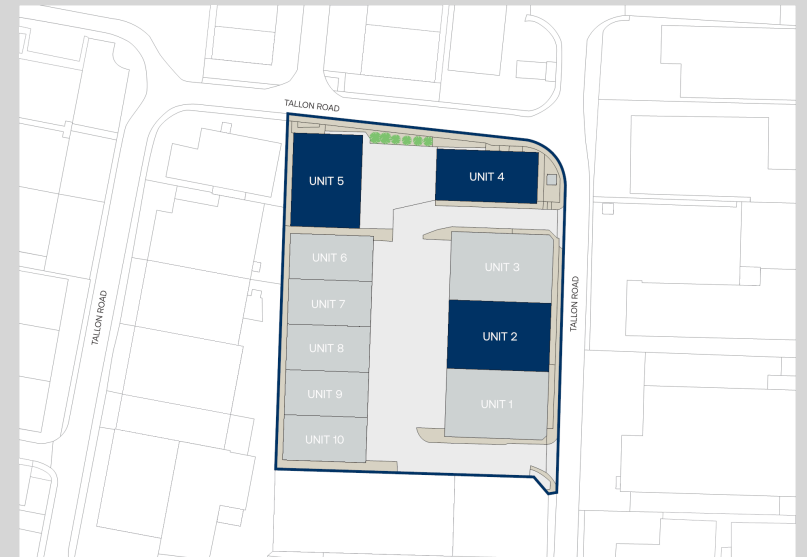 TALLON ROAD
UNIT 5
UNIT 4
UNIT 6
UNIT 3
UNIT 7
TALLON ROAD
TALLON ROAD
UNIT 2
UNIT 8
UNIT 9
UNIT 1
UNIT 10